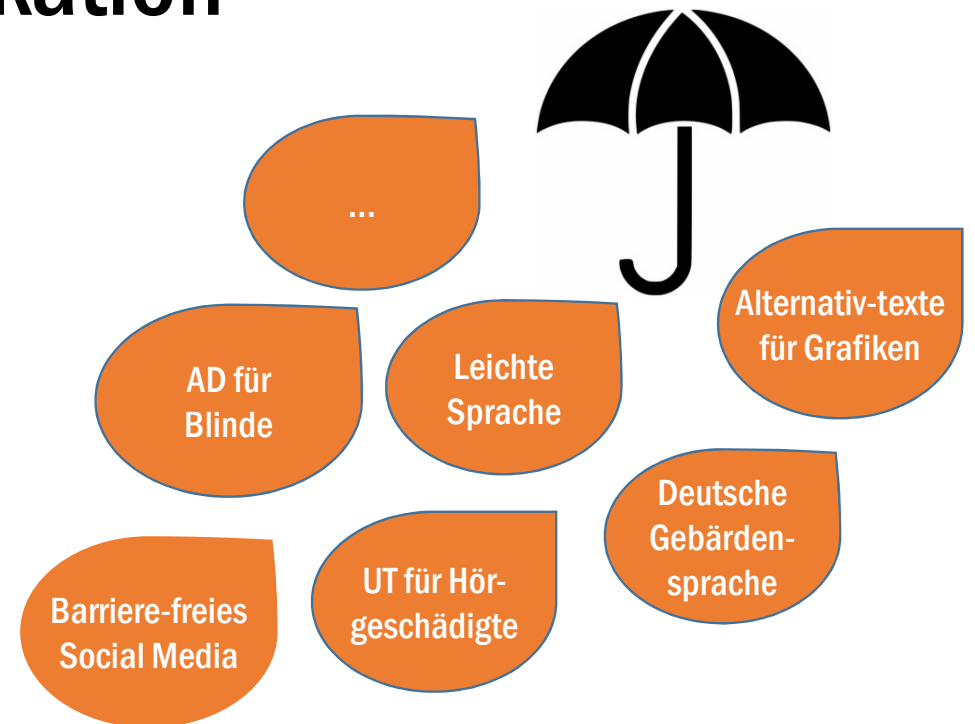 kation
...
Alternativ-texte
für Grafiken
AD für
Blinde
Leichte
Sprache
Deutsche
Gebärden-
sprache
UT für Hör-
geschädigte
Barriere-freies
Social Media